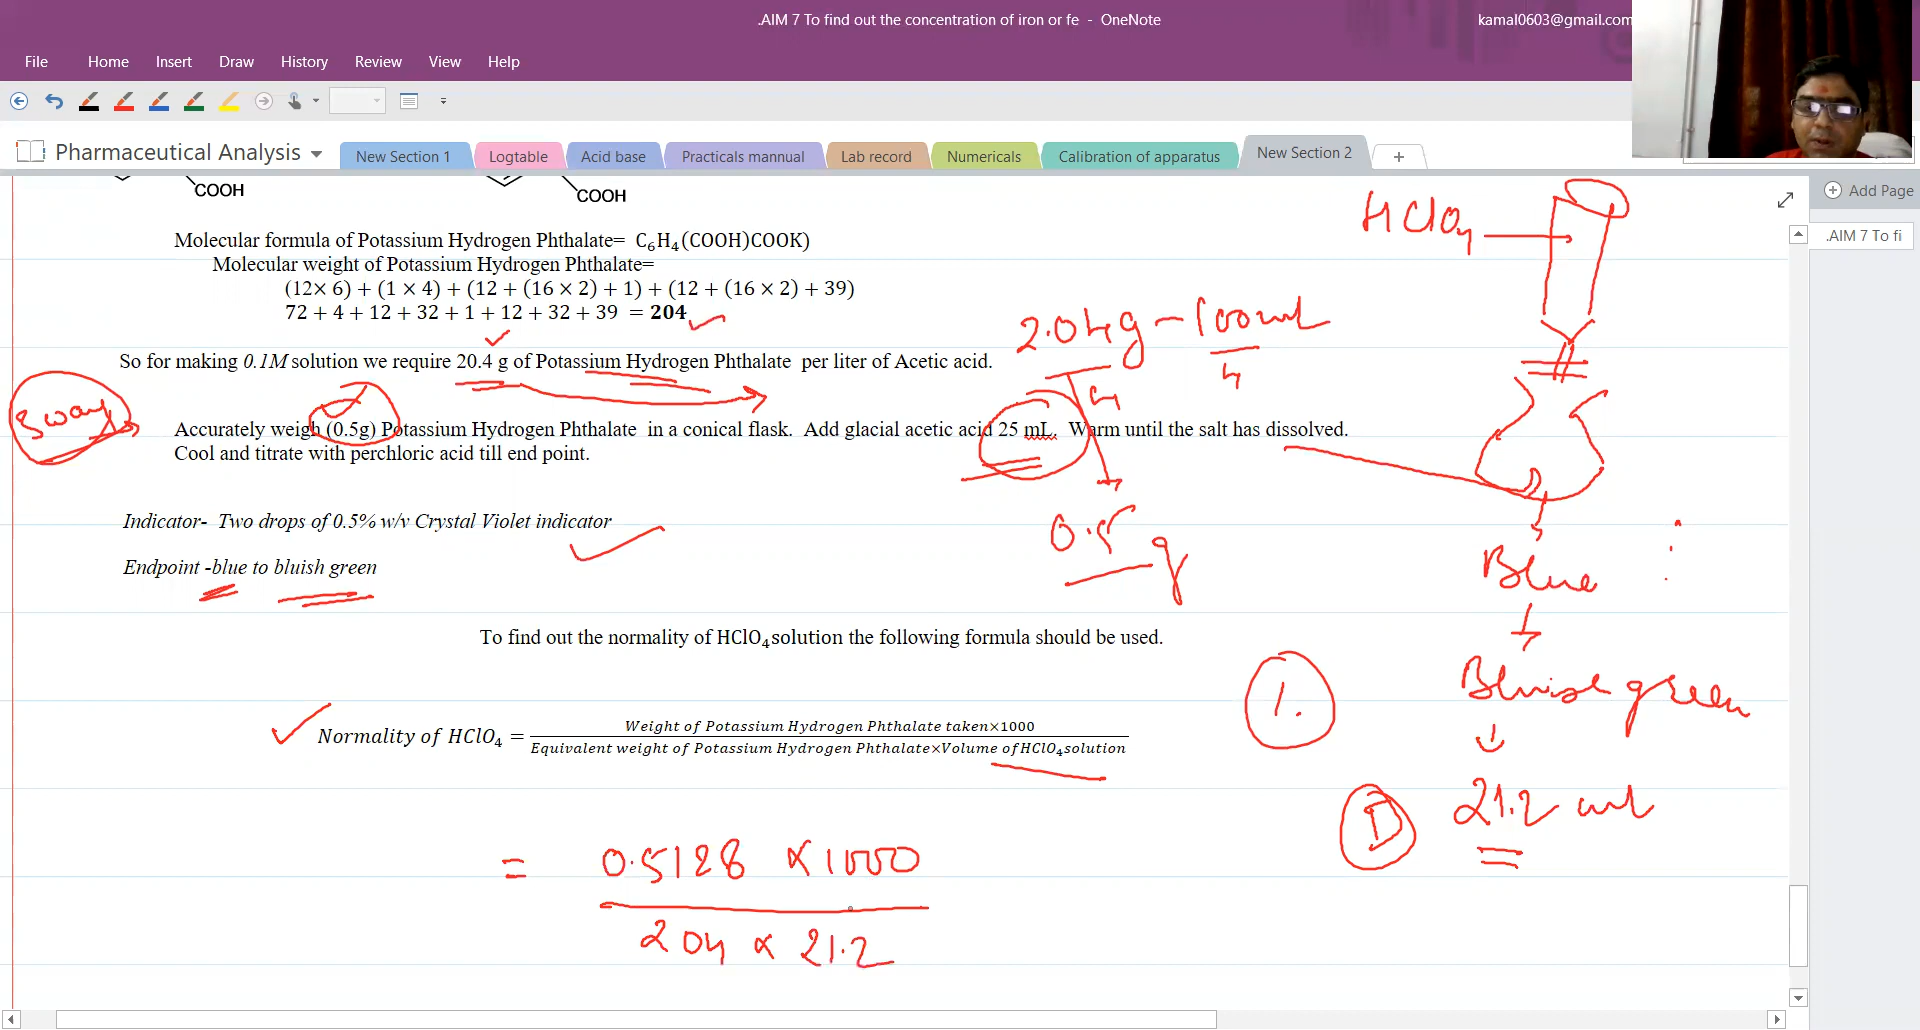 .AIM 7 To find out the concentration of iron or fe - OneNote
kamal0603@gmail.com
File Home Insert Draw History Review View Help
Pharmaceutical Analysis
New Section 1 Logtable Acid base Practicals mannual Lab record Numericals Calibration of apparatus New Section 2 +
Add Page
.AIM 7 To fi
COOH COOH
HClO4
Molecular formula of Potassium Hydrogen Phthalate= C₆H₄(COOH)COOK)
Molecular weight of Potassium Hydrogen Phthalate=
(12× 6) + (1 × 4) + (12 + (16 × 2) + 1) + (12 + (16 × 2) + 39)
72 + 4 + 12 + 32 + 1 + 12 + 32 + 39 = 204
2.04g - 100ml
4 4
So for making 0.1M solution we require 20.4 g of Potassium Hydrogen Phthalate per liter of Acetic acid.
3 way
Accurately weigh (0.5g) Potassium Hydrogen Phthalate in a conical flask. Add glacial acetic acid 25 mL. Warm until the salt has dissolved.
Cool and titrate with perchloric acid till end point.
Indicator- Two drops of 0.5% w/v Crystal Violet indicator
0.5 g
Endpoint -blue to bluish green
Blue
To find out the normality of HClO₄solution the following formula should be used.
Bluise green
1.
Normality of HClO₄ = Weight of Potassium Hydrogen Phthalate taken×1000
Equivalent weight of Potassium Hydrogen Phthalate×Volume of HClO₄solution
21.2 ml
D
= 0.5128 × 1000
204 × 21.2